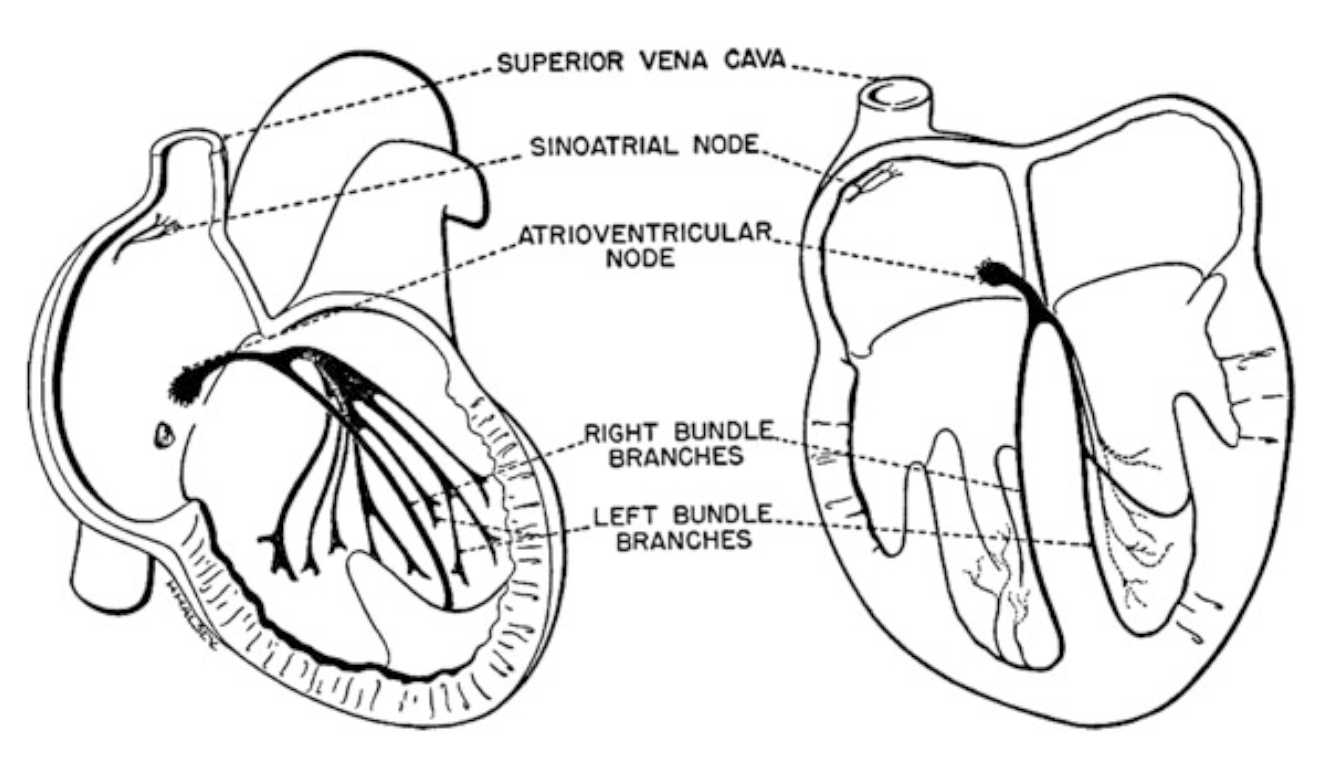 SUPERIOR VENA CAVA
SINOATRIAL NODE
ATRIOVENTRICULAR
NODE
RIGHT BUNDLE
BRANCHES
LEFT BUNDLE
BRANCHES